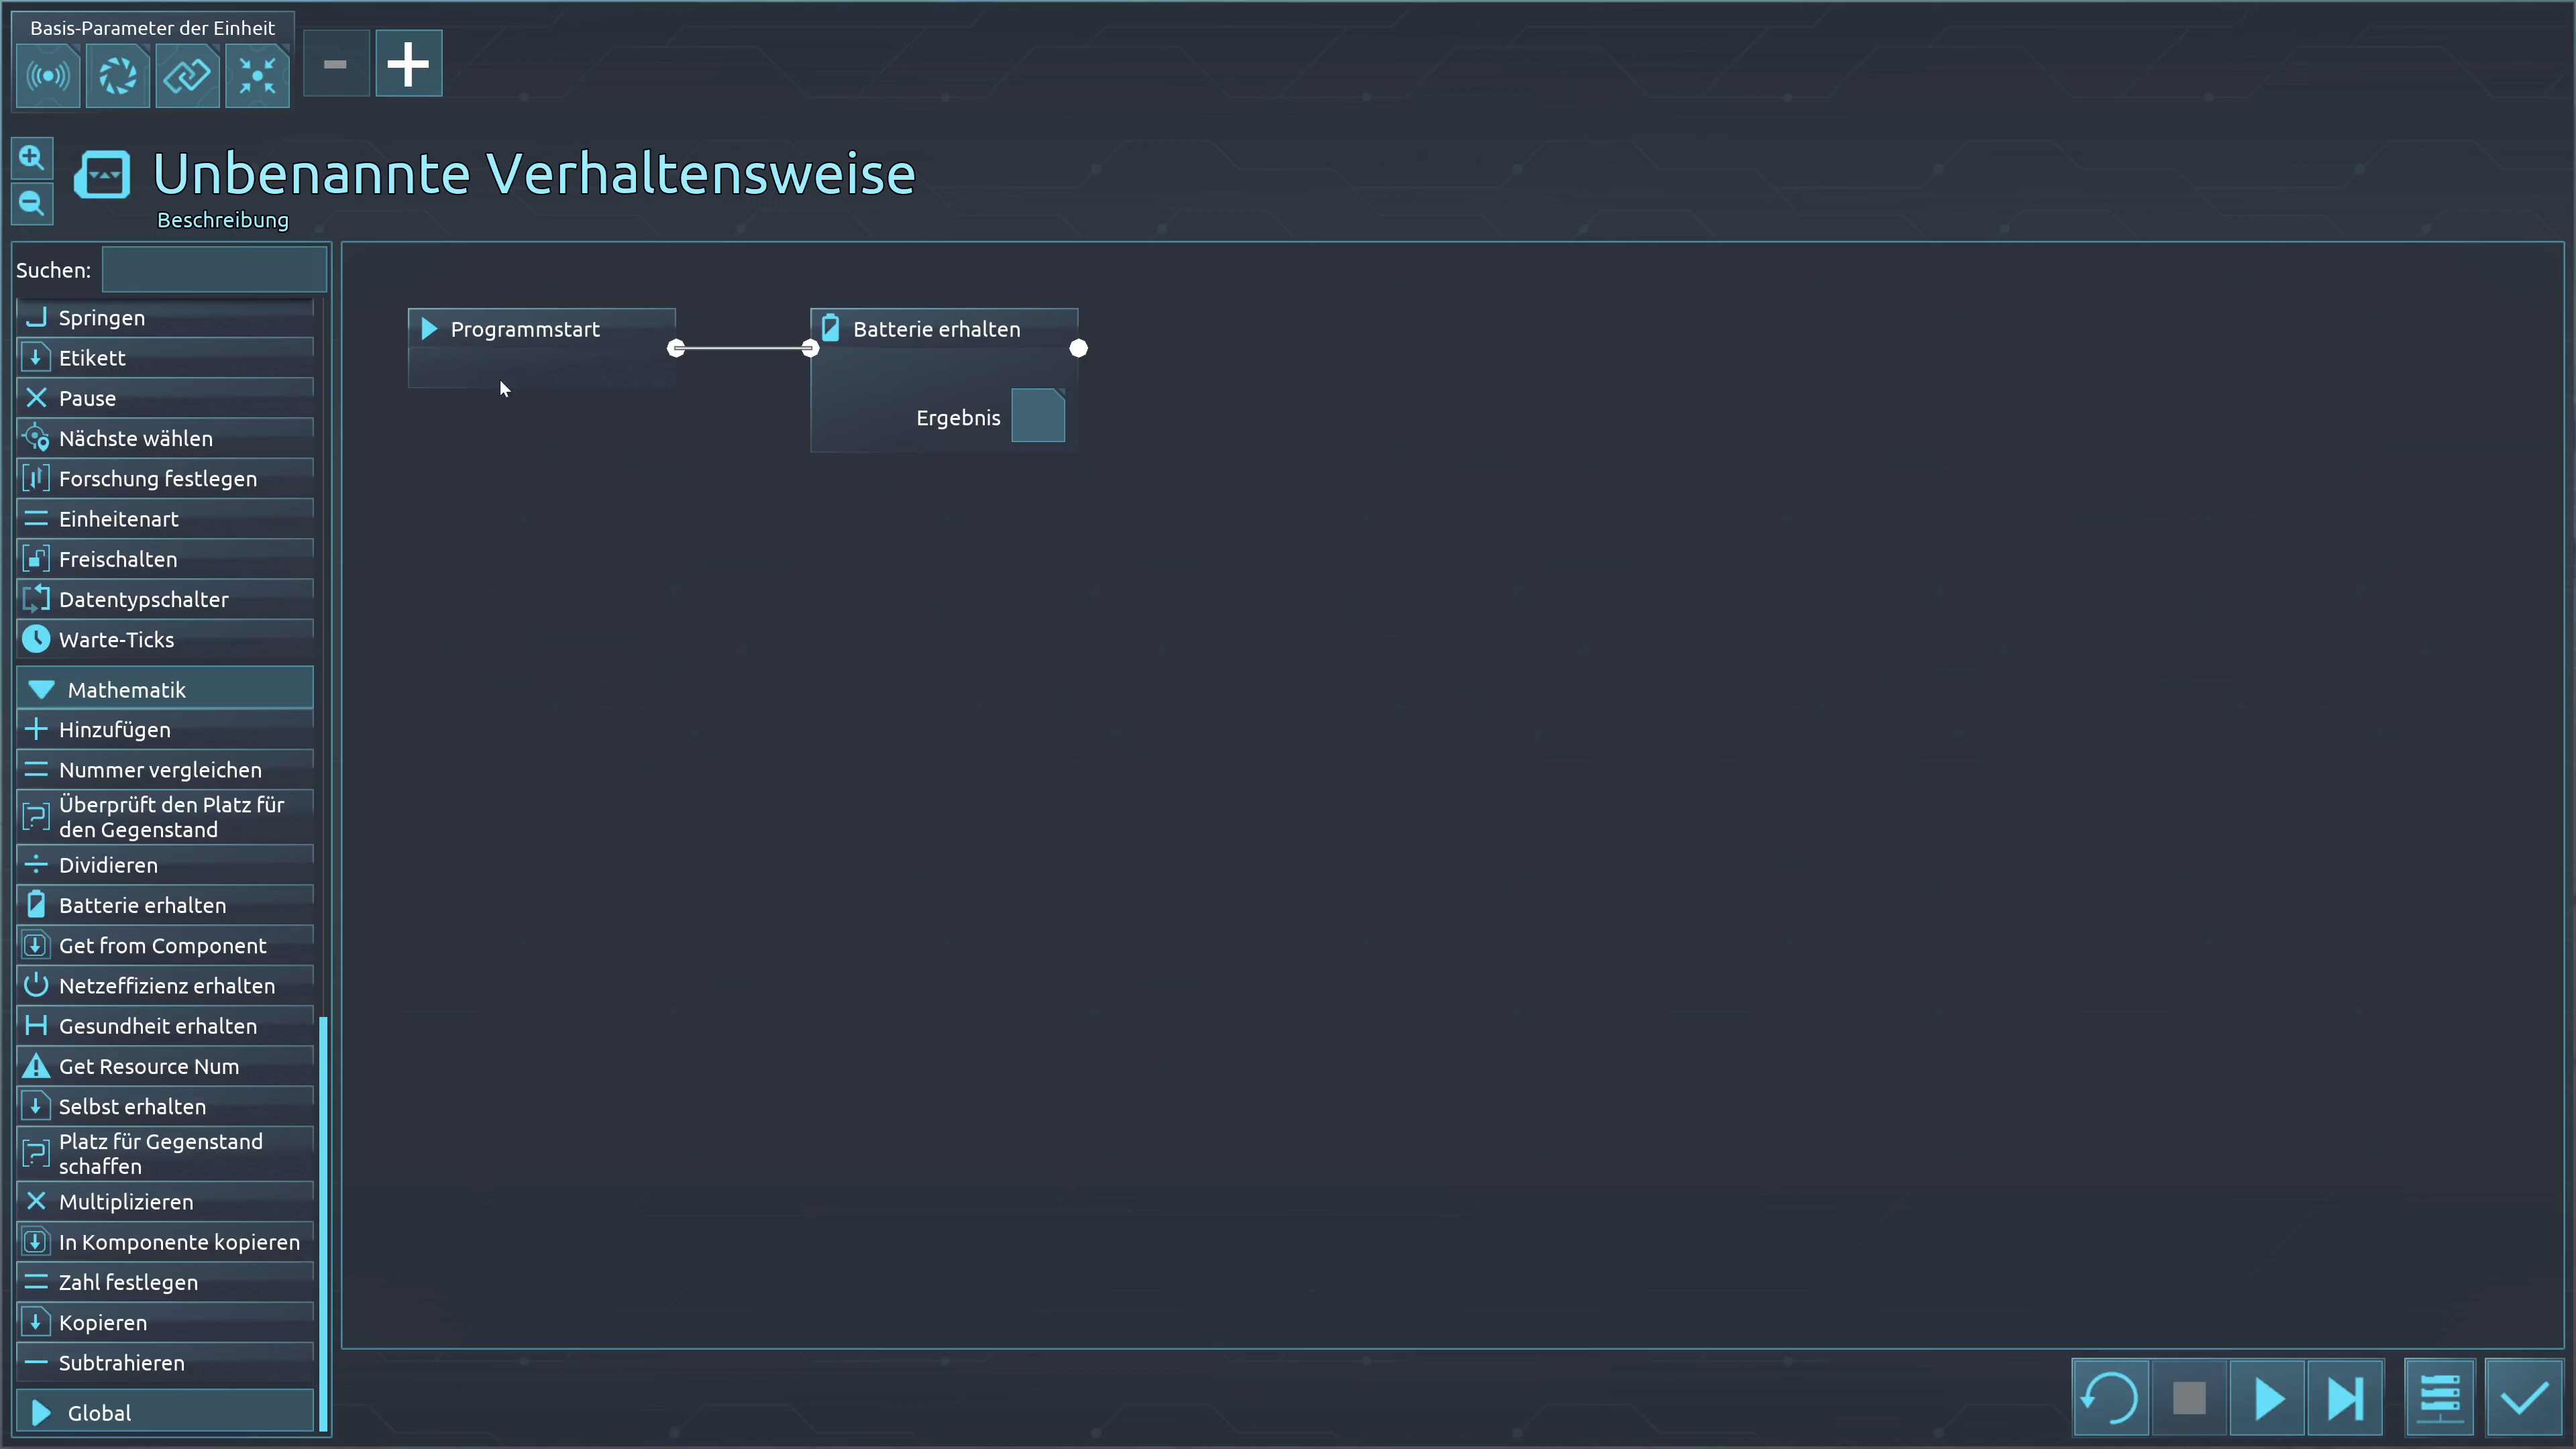 Basis-Parameter der Einheit
Unbenannte Verhaltensweise
Beschreibung
Suchen:
Springen
Etikett
Pause
Nächste wählen
Forschung festlegen
Einheitenart
Freischalten
Datentypschalter
Warte-Ticks
Mathematik
Hinzufügen
Nummer vergleichen
Überprüft den Platz für
den Gegenstand
Dividieren
Batterie erhalten
Get from Component
Netzeffizienz erhalten
Gesundheit erhalten
Get Resource Num
Selbst erhalten
Platz für Gegenstand
schaffen
Multiplizieren
In Komponente kopieren
Zahl festlegen
Kopieren
Subtrahieren
Global
Programmstart
Batterie erhalten
Ergebnis